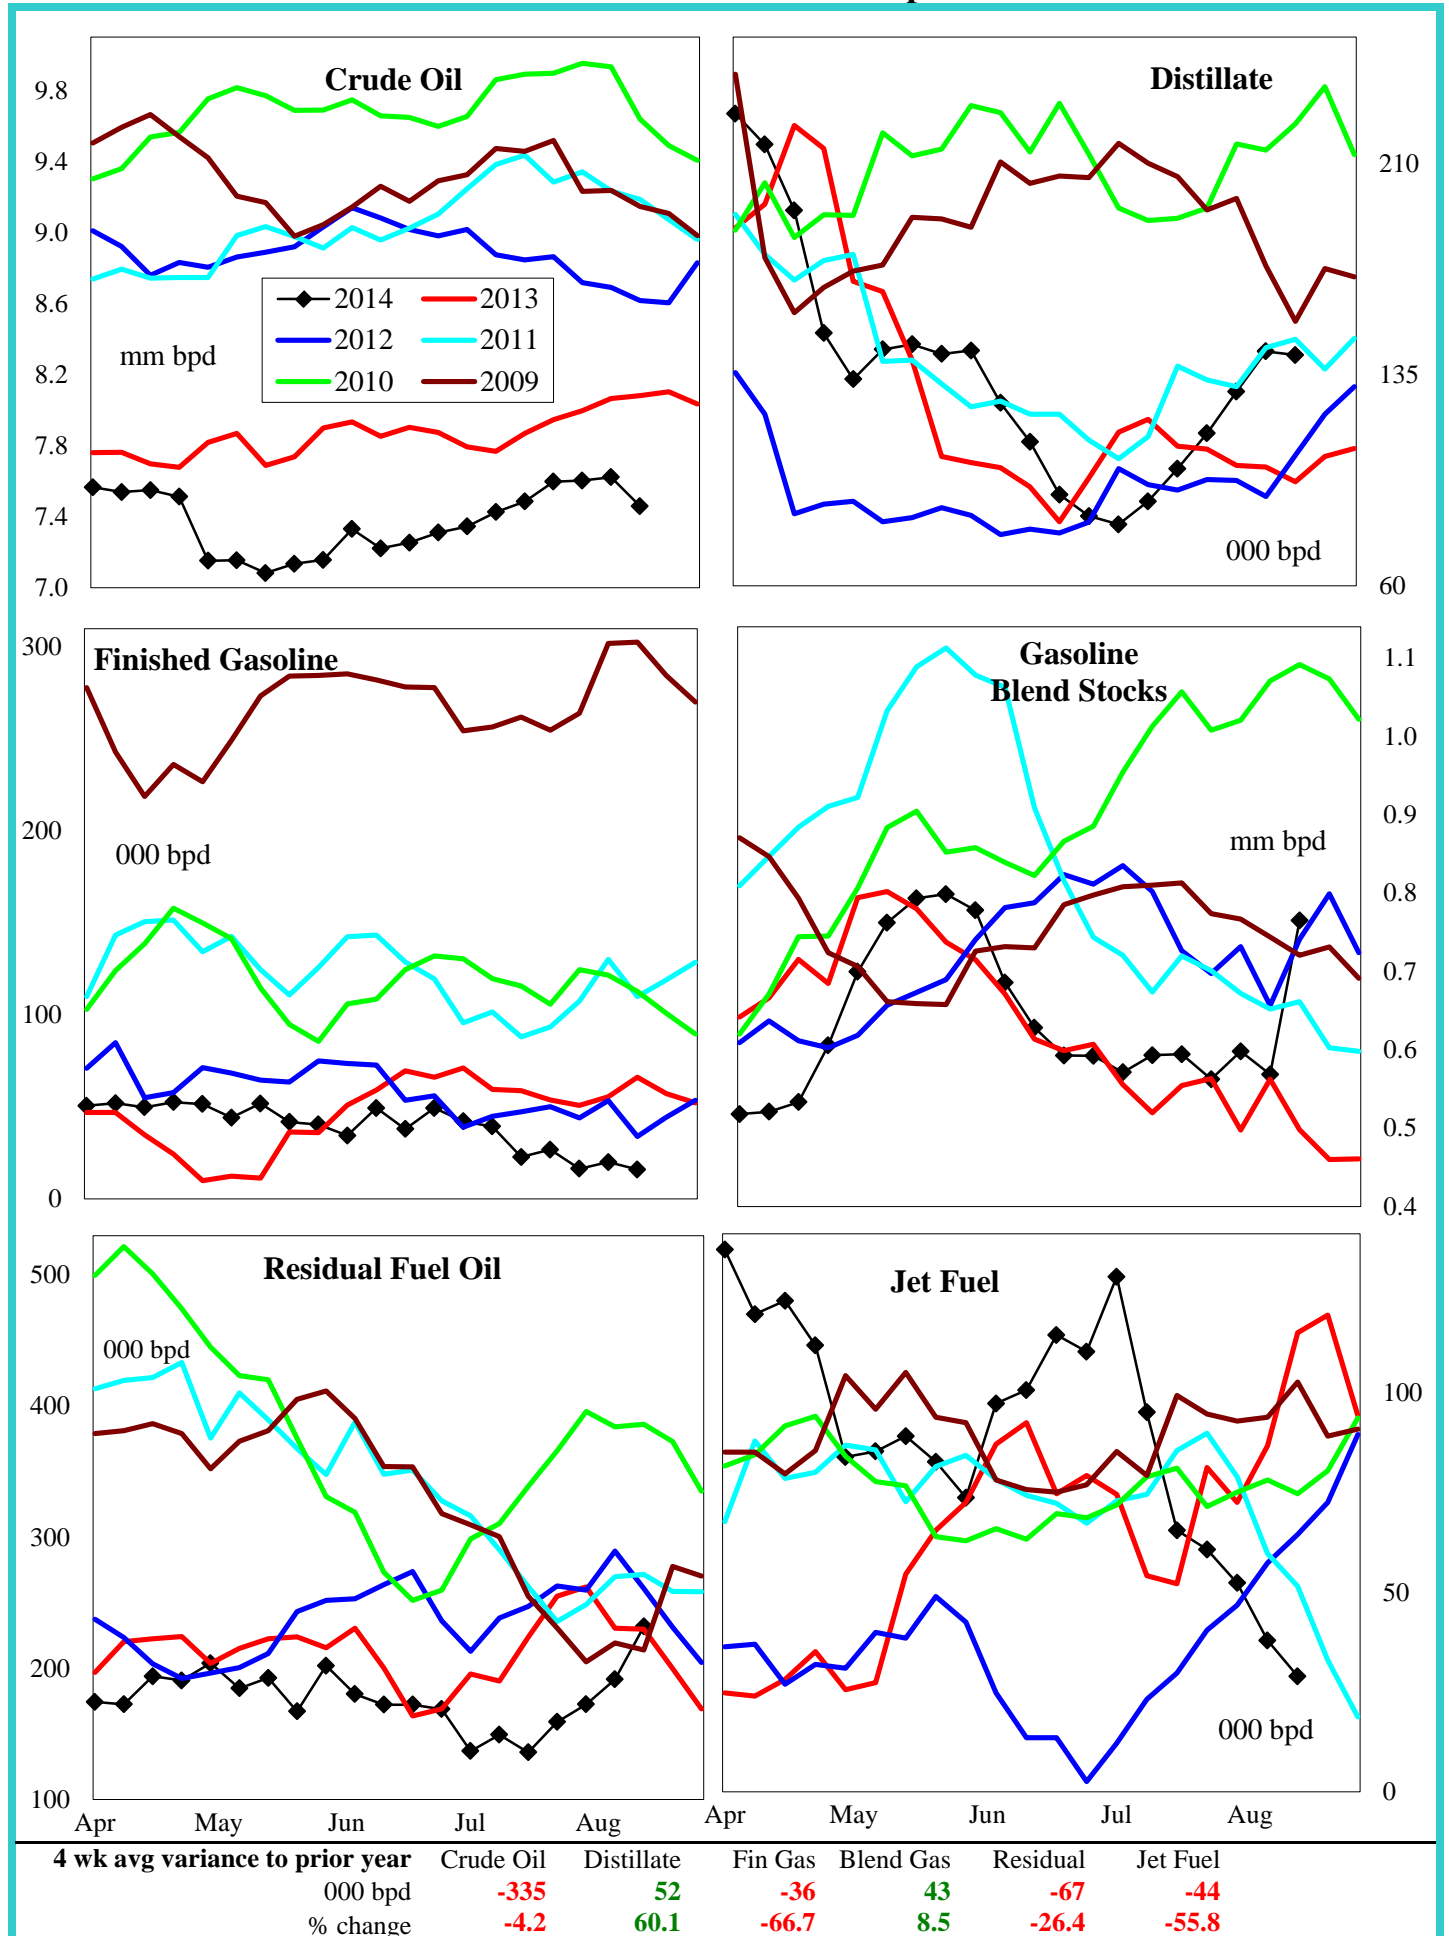 Crude Oil
9.8
9.4
9.0
8.6
8.2
7.8
7.4
7.0
2014 2013
2012 2011
2010 2009
mm bpd
Distillate
210
135
60
000 bpd
Finished Gasoline
300
200
100
0
000 bpd
Gasoline
Blend Stocks
1.1
1.0
0.9
0.8
0.7
0.6
0.5
0.4
mm bpd
Residual Fuel Oil
500
400
300
200
100
000 bpd
Apr May Jun Jul Aug
Jet Fuel
100
50
0
000 bpd
Apr May Jun Jul Aug
4 wk avg variance to prior year Crude Oil Distillate Fin Gas Blend Gas Residual Jet Fuel
000 bpd -335 52 -36 43 -67 -44
% change -4.2 60.1 -66.7 8.5 -26.4 -55.8